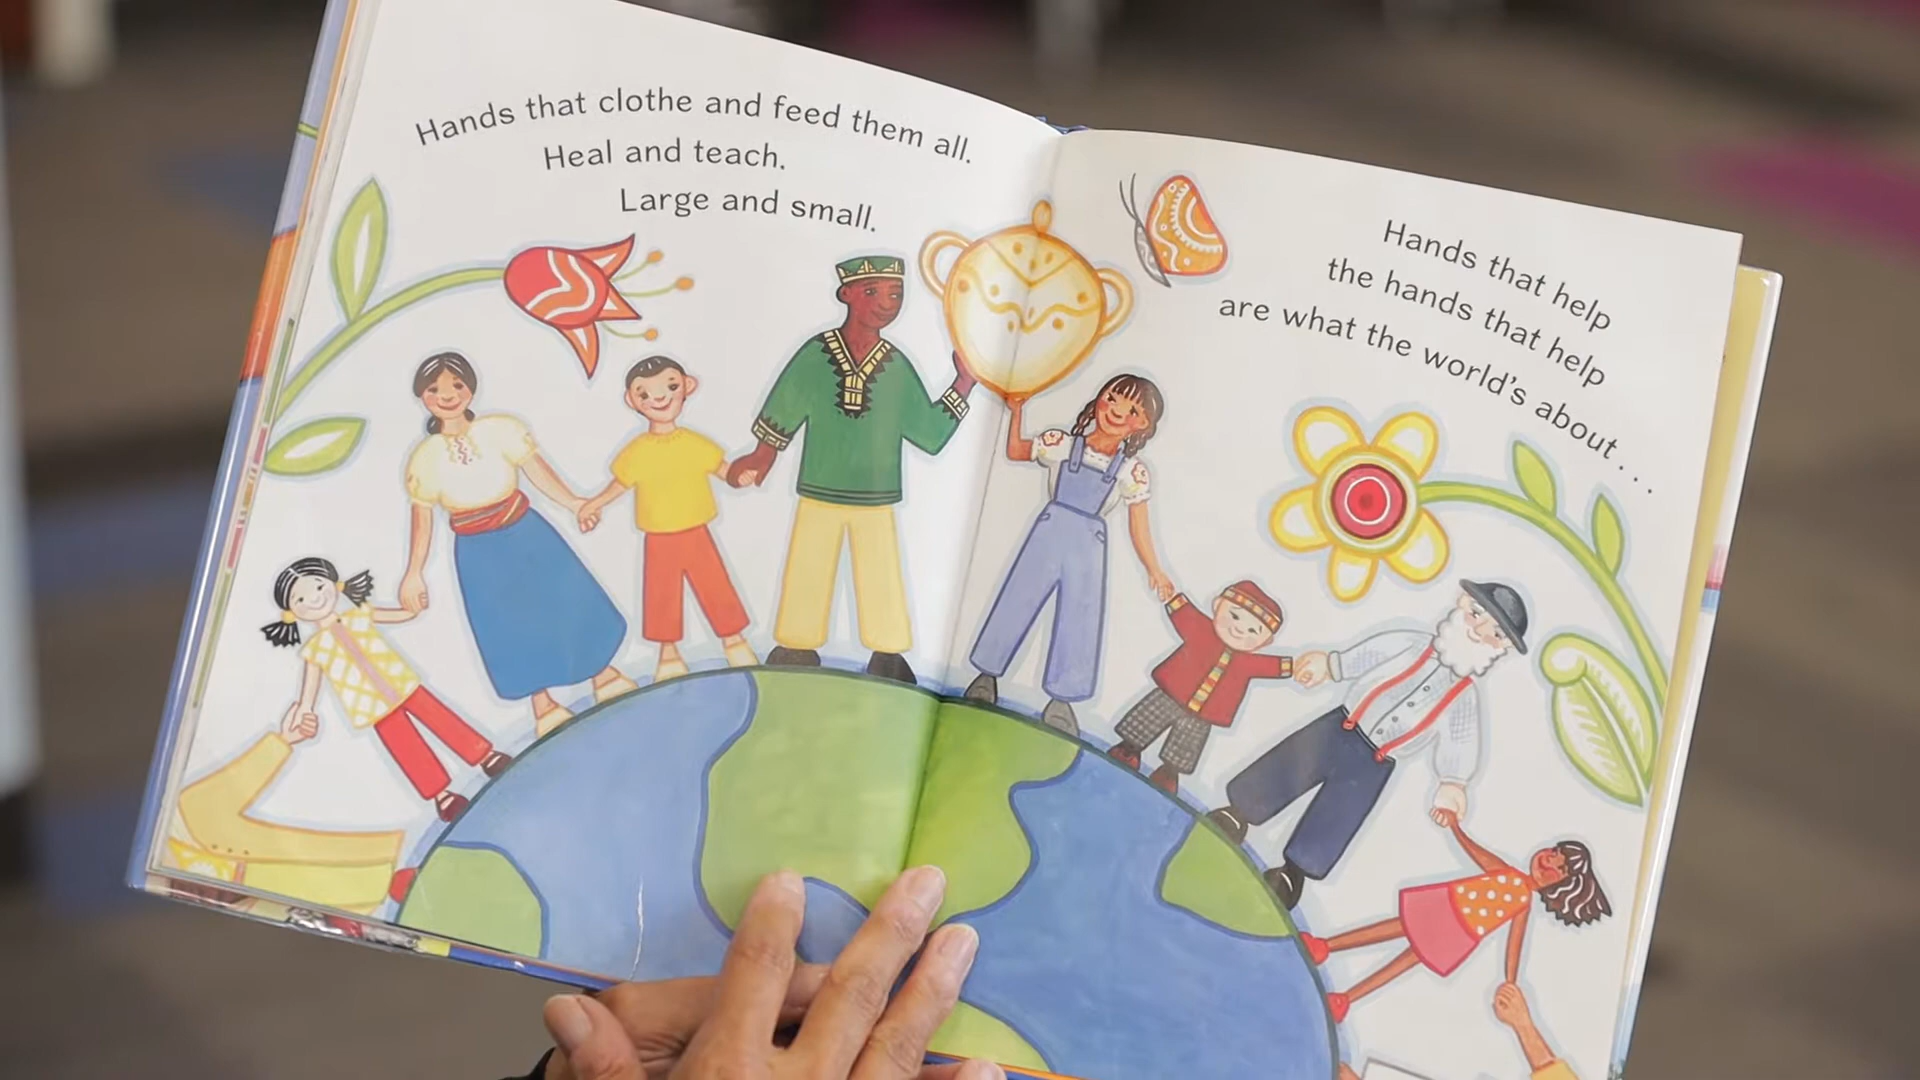 Hands that clothe and feed them all.
Heal and teach.
Large and small.
Hands that help
the hands that help
are what the world's about . . .